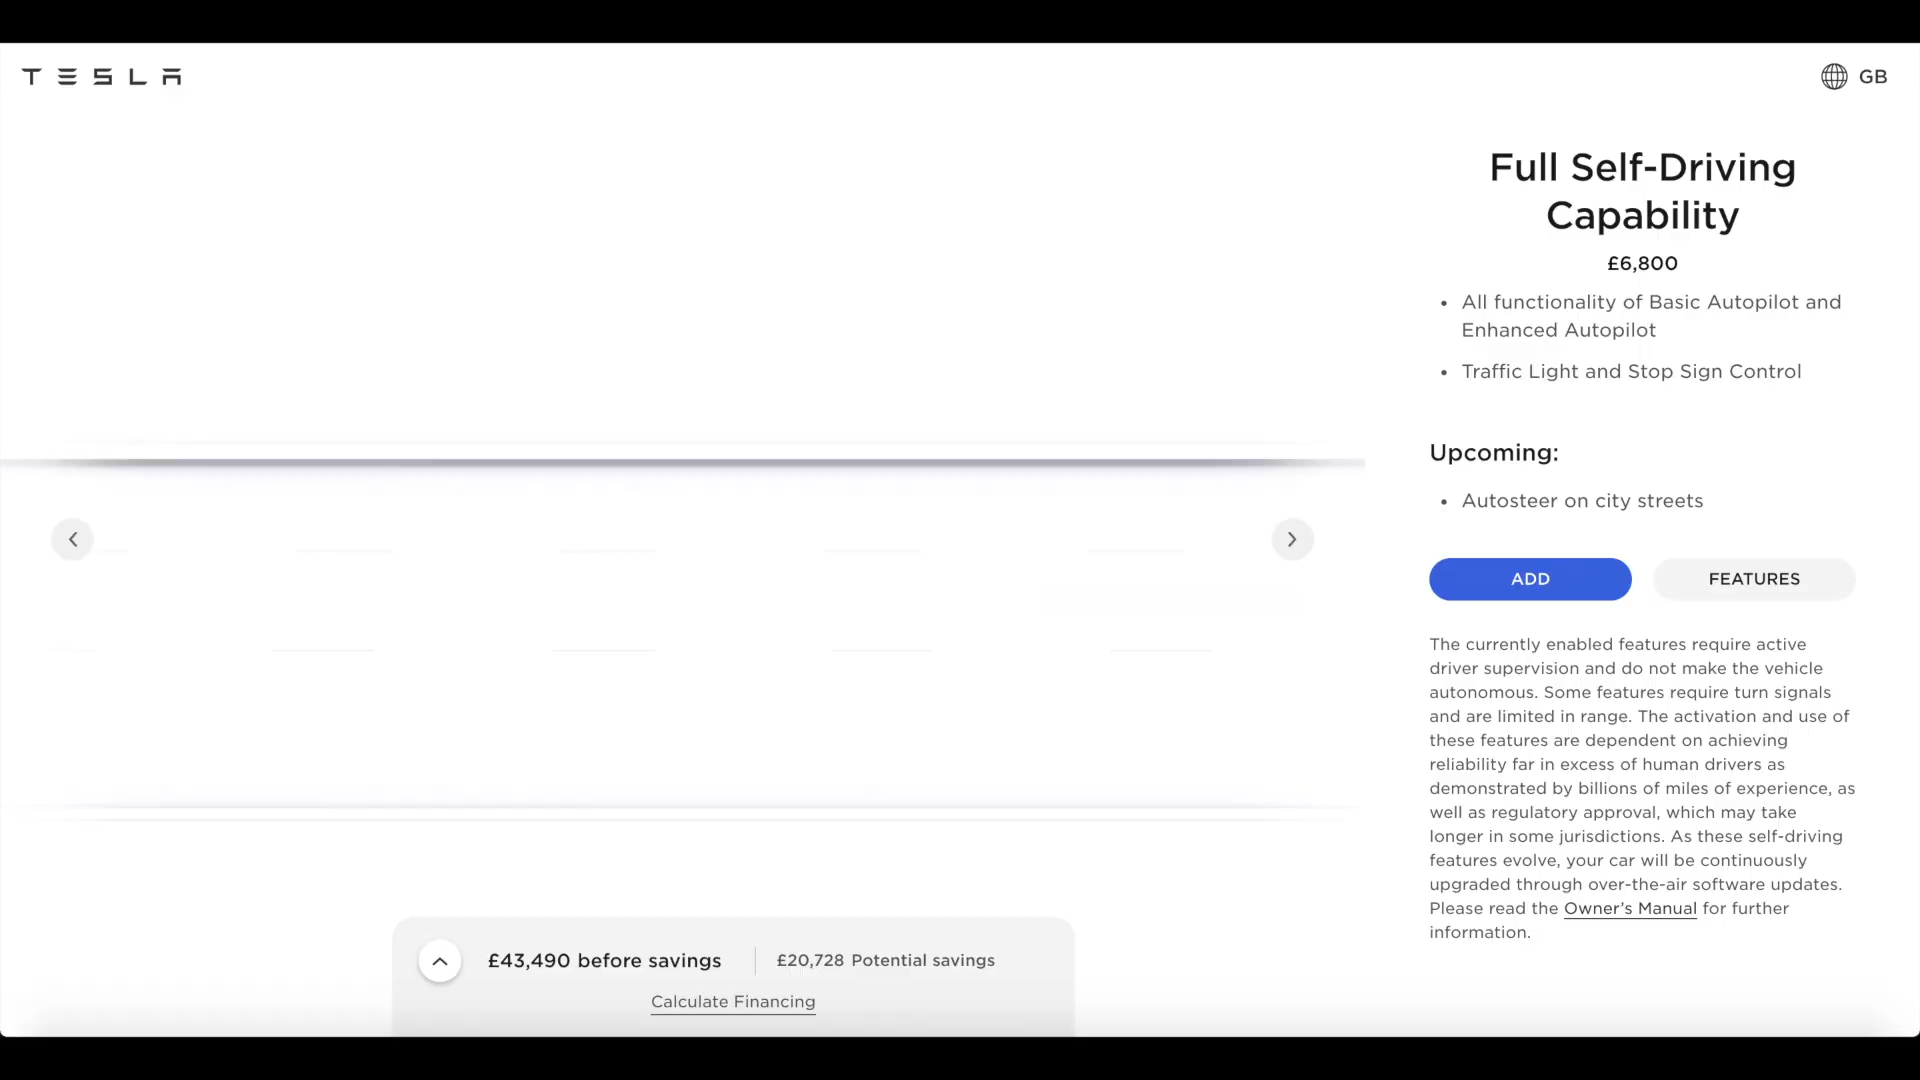 TESLA
GB
Full Self-Driving
Capability
£6,800
• All functionality of Basic Autopilot and
Enhanced Autopilot
• Traffic Light and Stop Sign Control
Upcoming:
• Autosteer on city streets
ADD
FEATURES
The currently enabled features require active
driver supervision and do not make the vehicle
autonomous. Some features require turn signals
and are limited in range. The activation and use of
these features are dependent on achieving
reliability far in excess of human drivers as
demonstrated by billions of miles of experience, as
well as regulatory approval, which may take
longer in some jurisdictions. As these self-driving
features evolve, your car will be continuously
upgraded through over-the-air software updates.
Please read the Owner’s Manual for further
information.
£43,490 before savings
£20,728 Potential savings
Calculate Financing